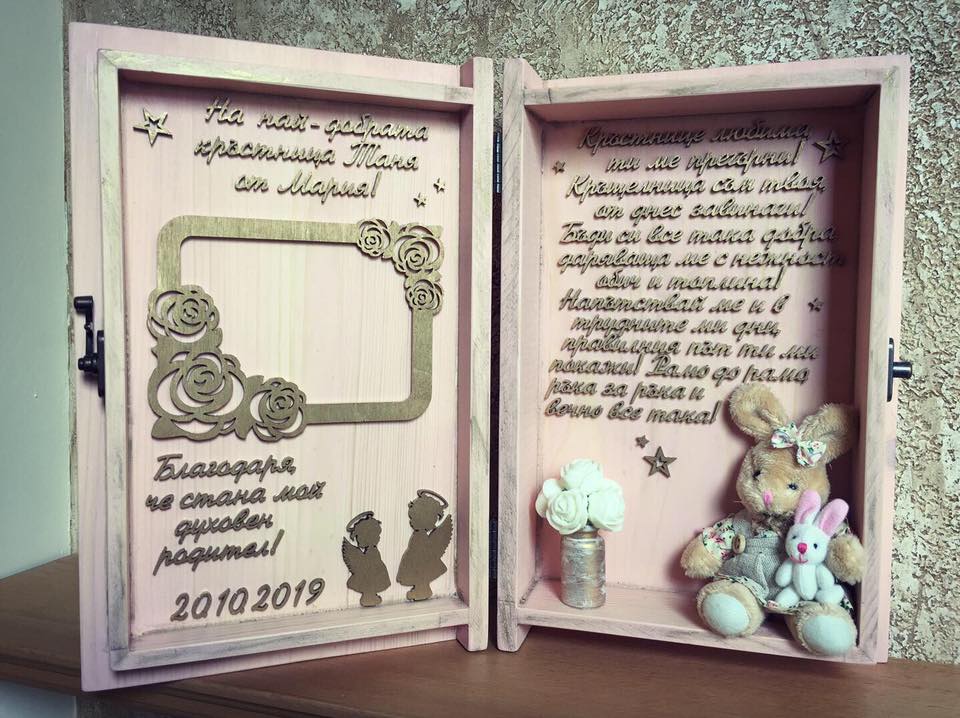 На най-добрата
кръстница Таня
от Мария!
Благодаря,
че стана мой
духовен
родител!
20.10.2019
Кръстнице любима,
ти ме прегърни!
Кръщелница съм твоя,
от днес завинаги!
Бъди си все така добра
даряваща ме с нежност
обич и топлина!
Напътствай ме и в
трудните ми дни,
правилния път ти ми
покажи! Рамо до рамо,
ръка за ръка и
вечно все така!